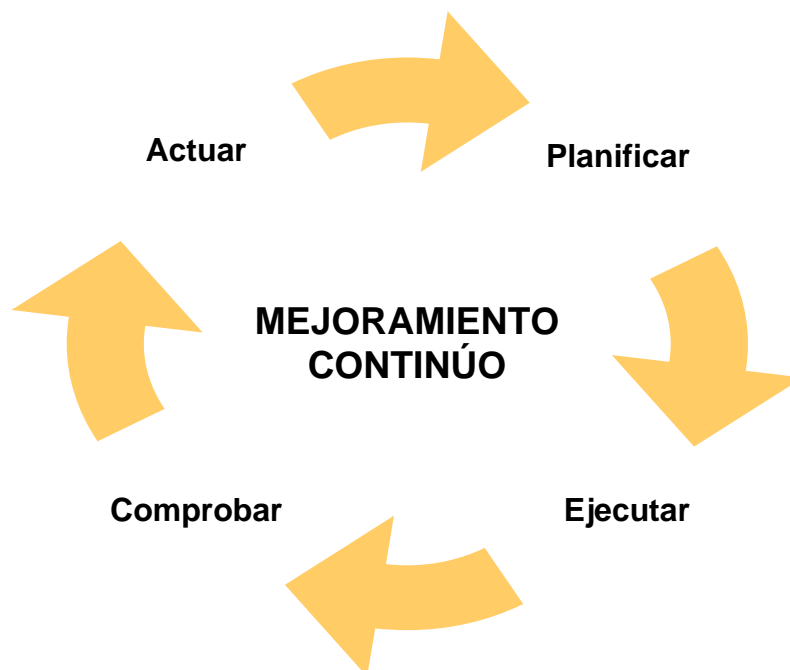 Actuar
Planificar
MEJORAMIENTO
CONTINÚO
Comprobar
Ejecutar